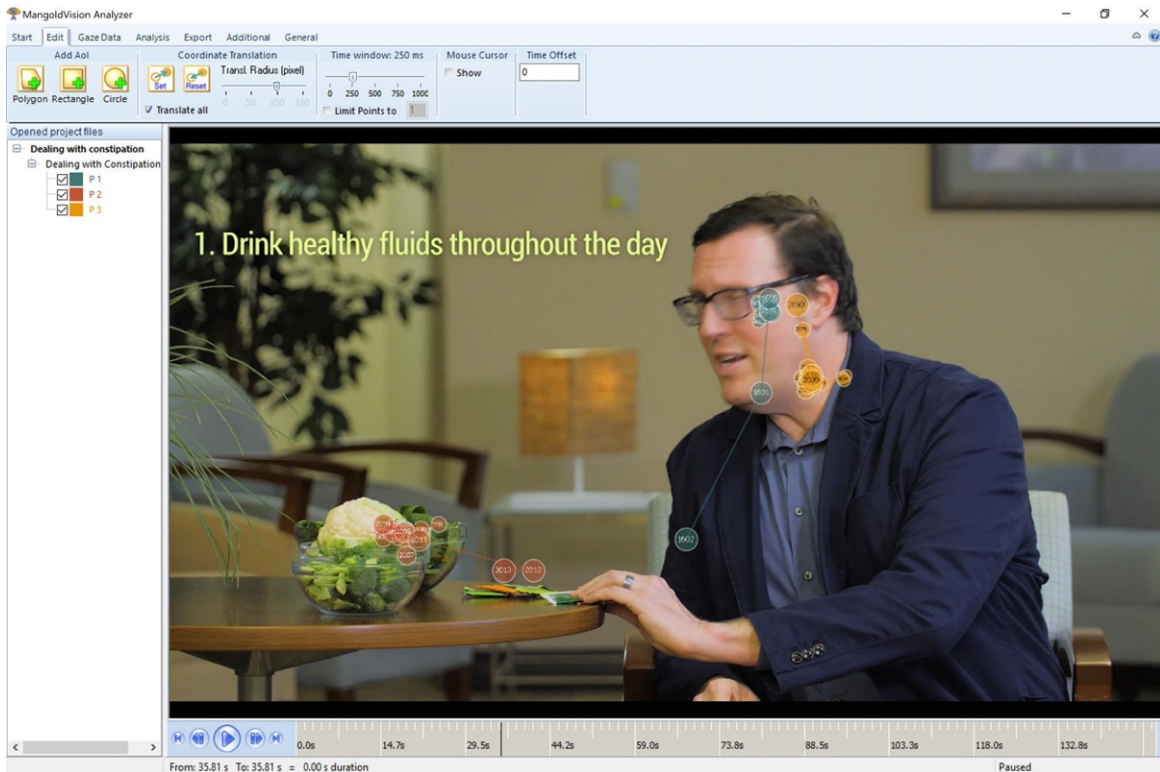 MangoldVision Analyzer
Start Edit Gaze Data Analysis Export Additional General
Add AoI Coordinate Translation Time window: 250 ms Mouse Cursor Time Offset
Set Reset Transl. Radius (pixel) Show 0
Polygon Rectangle Circle 0 50 100 150 0 250 500 750 1000
Translate all Limit Points to 1
Opened project files
Dealing with constipation
Dealing with Constipation
P 1
P 2
P 3
1. Drink healthy fluids throughout the day
2090
2089
1601
1602
2007
2013 2012
0.0s 14.7s 29.5s 44.2s 59.0s 73.8s 88.5s 103.3s 118.0s 132.8s
From: 35.81 s To: 35.81 s = 0.00 s duration Paused